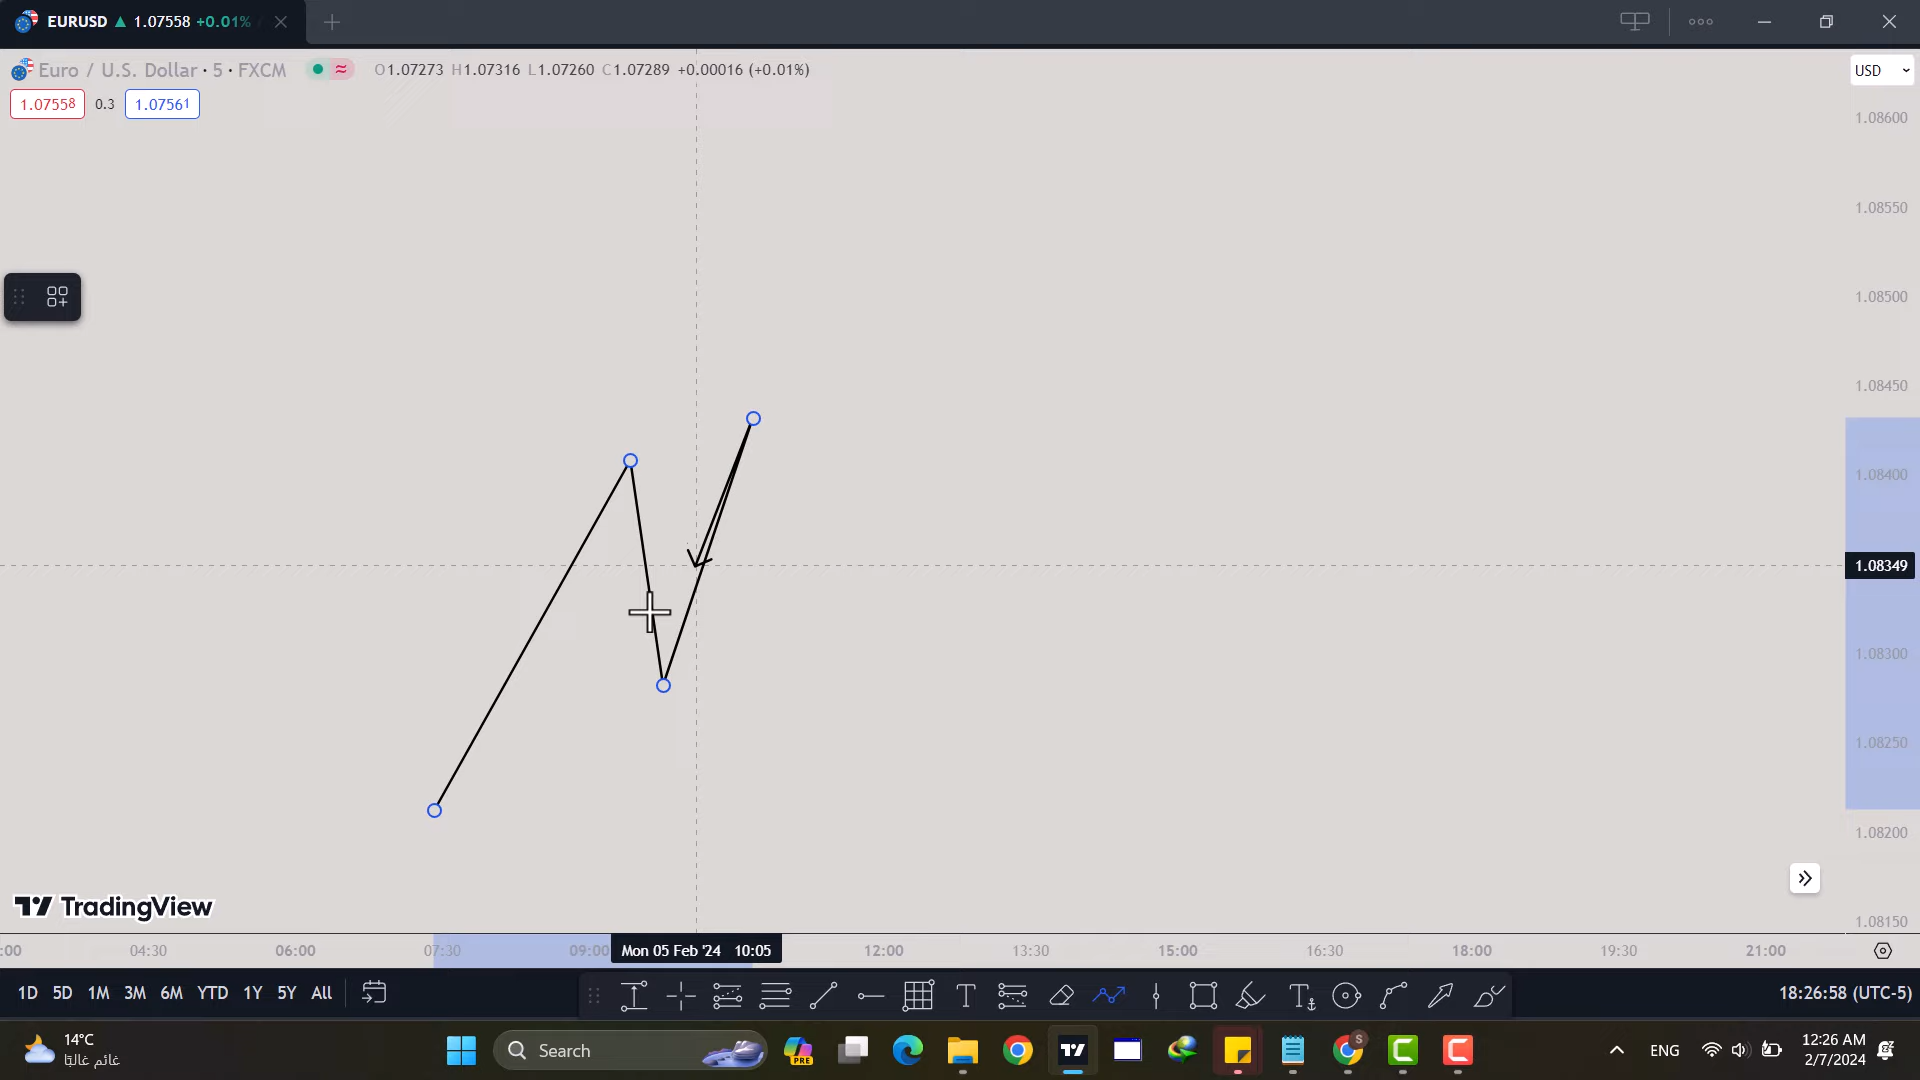 EURUSD 1.07558 +0.01% /
Euro / U.S. Dollar · 5 · FXCM O1.07273 H1.07316 L1.07260 C1.07289 +0.00016 (+0.01%)
USD
1.07558 0.3 1.07561
1.08600
1.08550
1.08500
1.08450
1.08400
1.08349
1.08300
1.08250
1.08200
1.08150
TradingView
:00 04:30 06:00 07:30 09:00 Mon 05 Feb '24 10:05 12:00 13:30 15:00 16:30 18:00 19:30 21:00
1D 5D 1M 3M 6M YTD 1Y 5Y All 18:26:58 (UTC-5)
14°C
غائم غالبًا
Search
PRE
S
ENG
12:26 AM
2/7/2024